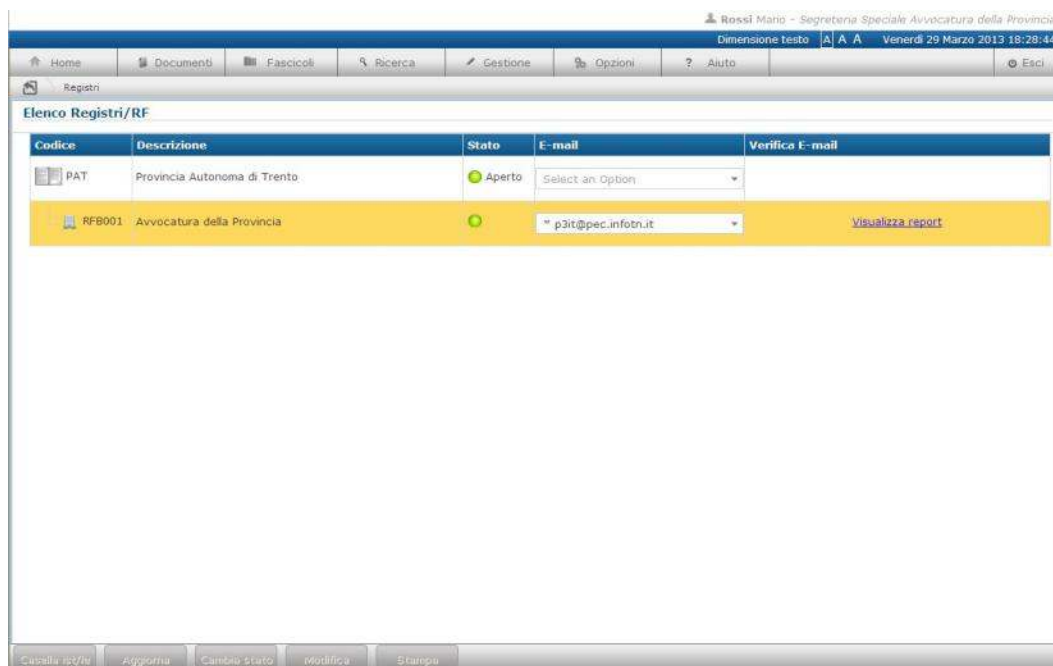 Rossi Mario - Segreteria Speciale Avvocatura della Provincia
Dimensione testo A A A Venerdì 29 Marzo 2013 18:28:44
Home Documenti Fascicoli Ricerca Gestione Opzioni ? Aiuto Esci
Registri
Elenco Registri/RF
Codice Descrizione Stato E-mail Verifica E-mail
PAT Provincia Autonoma di Trento Aperto Select an Option
RFB001 Avvocatura della Provincia * p3it@pec.infotn.it Visualizza report
Casella Aggiorna Cambio stato Modifica Stampa